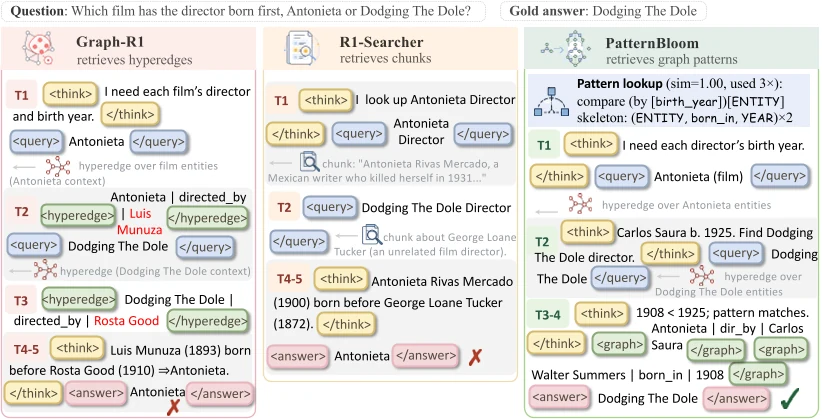 Question: Which film has the director born first, Antonieta or Dodging The Dole?
Gold answer: Dodging The Dole
Graph-R1
retrieves hyperedges
T1 <think> I need each film's director
and birth year. </think>
<query> Antonieta </query>
hyperedge over film entities
(Antonieta context)
T2 Antonieta | directed_by
<hyperedge> | Luis Munuza </hyperedge>
<query> Dodging The Dole </query>
hyperedge (Dodging The Dole context)
T3 <hyperedge> Dodging The Dole |
directed_by | Rosta Good </hyperedge>
T4-5 <think> Luis Munuza (1893) born
before Rosta Good (1910) ⇒Antonieta.
</think> <answer> Antonieta </answer>
✗
R1-Searcher
retrieves chunks
T1 <think> I look up Antonieta Director
</think> <query> Antonieta Director </query>
chunk: "Antonieta Rivas Mercado, a
Mexican writer who killed herself in 1931..."
T2 <query> Dodging The Dole Director
</query> chunk about George Loane
Tucker (an unrelated film director).
T4-5 <think> Antonieta Rivas Mercado
(1900) born before George Loane Tucker
(1872). </think>
<answer> Antonieta </answer> ✗
PatternBloom
retrieves graph patterns
Pattern lookup (sim=1.00, used 3×):
compare (by [birth_year])[ENTITY]
skeleton: (ENTITY, born_in, YEAR)×2
T1 <think> I need each director's birth year.
</think> <query> Antonieta (film) </query>
hyperedge over Antonieta entities
T2 <think> Carlos Saura b. 1925. Find Dodging
The Dole director. </think> <query> Dodging
The Dole </query> hyperedge over
Dodging The Dole entities
T3-4 <think> 1908 < 1925; pattern matches.
</think> <graph> Antonieta | dir_by | Carlos
Saura </graph> <graph>
Walter Summers | born_in | 1908 </graph>
<answer> Dodging The Dole </answer> ✓